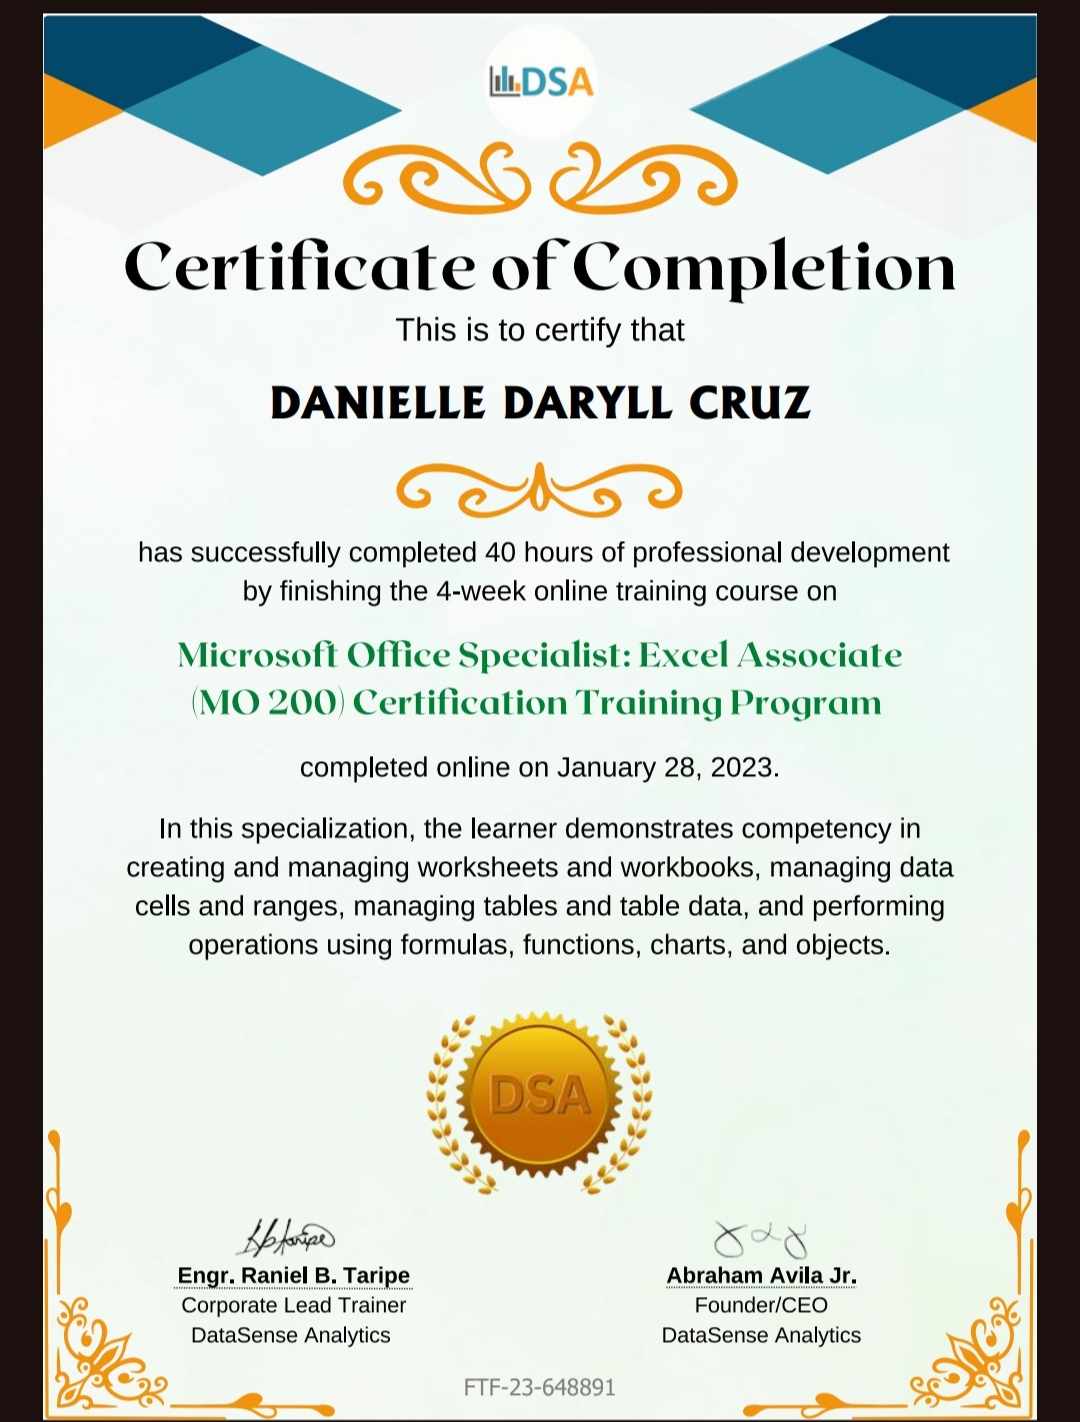 DSA
Certificate of Completion
This is to certify that
DANIELLE DARYLL CRUZ
has successfully completed 40 hours of professional development
by finishing the 4-week online training course on
Microsoft Office Specialist: Excel Associate
(MO 200) Certification Training Program
completed online on January 28, 2023.
In this specialization, the learner demonstrates competency in
creating and managing worksheets and workbooks, managing data
cells and ranges, managing tables and table data, and performing
operations using formulas, functions, charts, and objects.
DSA
Engr. Raniel B. Taripe
Corporate Lead Trainer
DataSense Analytics
Abraham Avila Jr.
Founder/CEO
DataSense Analytics
FTF-23-648891